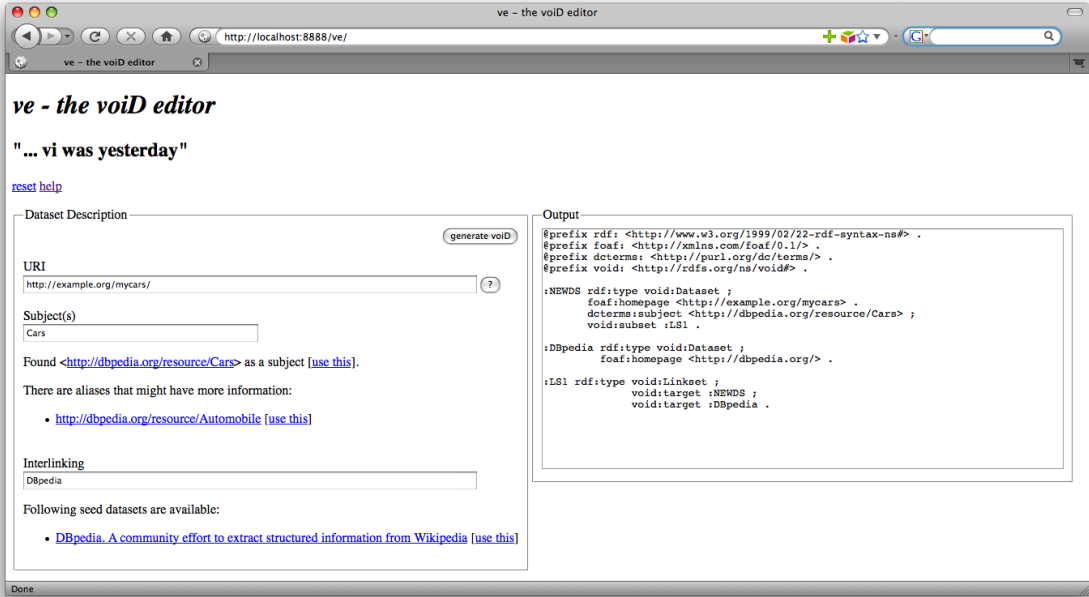 ve – the voiD editor
http://localhost:8888/ve/
ve – the voiD editor
ve - the voiD editor
"... vi was yesterday"
reset help
Dataset Description
generate voiD
URI
http://example.org/mycars/
?
Subject(s)
Cars
Found <http://dbpedia.org/resource/Cars> as a subject [use this].
There are aliases that might have more information:
• http://dbpedia.org/resource/Automobile [use this]
Interlinking
DBpedia
Following seed datasets are available:
• DBpedia. A community effort to extract structured information from Wikipedia [use this]
Output
@prefix rdf: <http://www.w3.org/1999/02/22-rdf-syntax-ns#> .
@prefix foaf: <http://xmlns.com/foaf/0.1/> .
@prefix dcterms: <http://purl.org/dc/terms/> .
@prefix void: <http://rdfs.org/ns/void#> .
:NEWDS rdf:type void:Dataset ;
foaf:homepage <http://example.org/mycars> .
dcterms:subject <http://dbpedia.org/resource/Cars> ;
void:subset :LS1 .
:DBpedia rdf:type void:Dataset ;
foaf:homepage <http://dbpedia.org/> .
:LS1 rdf:type void:Linkset ;
void:target :NEWDS ;
void:target :DBpedia .
Done